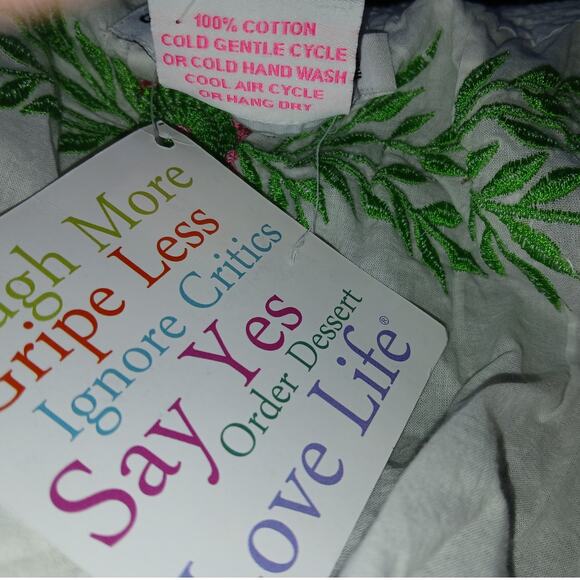 100% COTTON
COLD GENTLE CYCLE
OR COLD HAND WASH
COOL AIR CYCLE
OR HANG DRY
ugh More
Gripe Less
Ignore Critics
Say Yes
Order Dessert
Love Life®